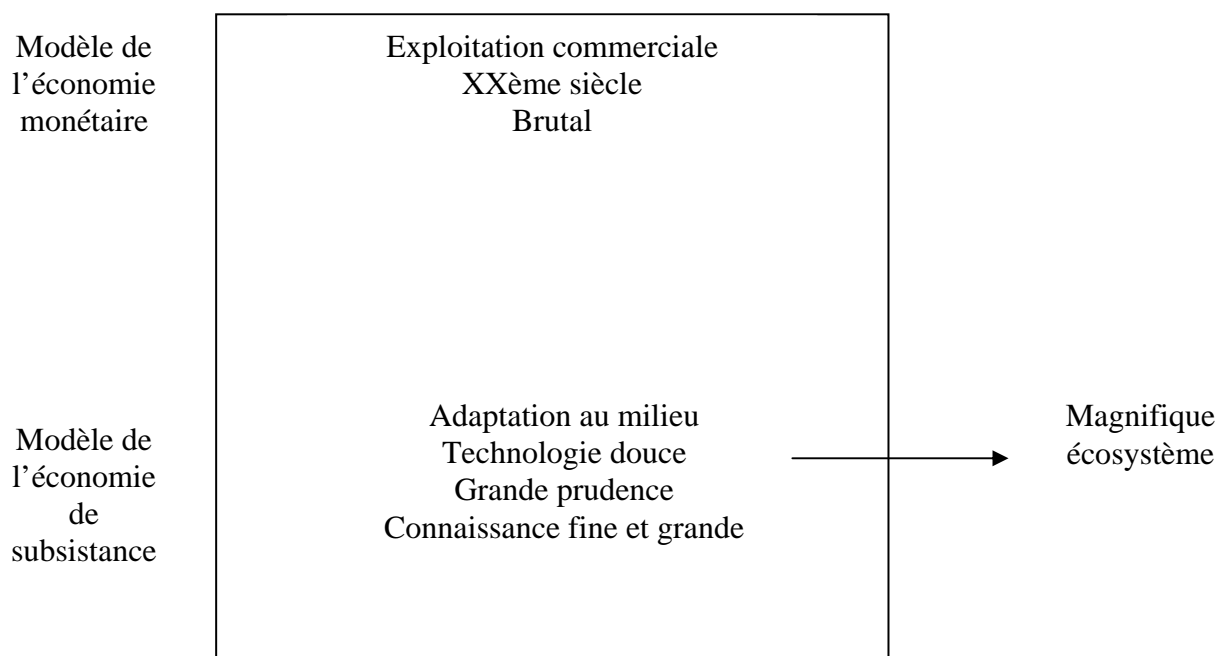 Modèle de
l'économie
monétaire
Exploitation commerciale
XXème siècle
Brutal
Modèle de
l'économie
de
subsistance
Adaptation au milieu
Technologie douce
Grande prudence
Connaissance fine et grande
Magnifique
écosystème